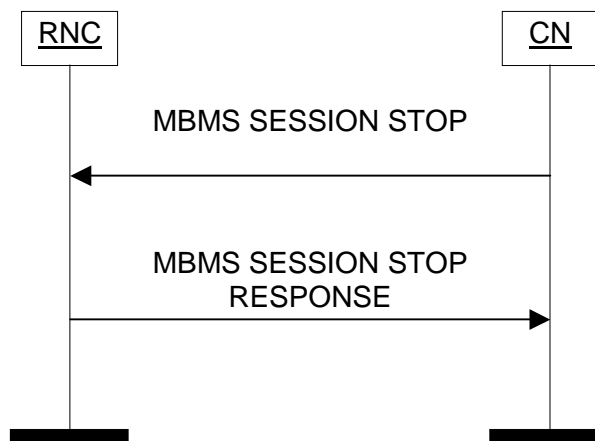 RNC
CN
MBMS SESSION STOP
MBMS SESSION STOP
RESPONSE